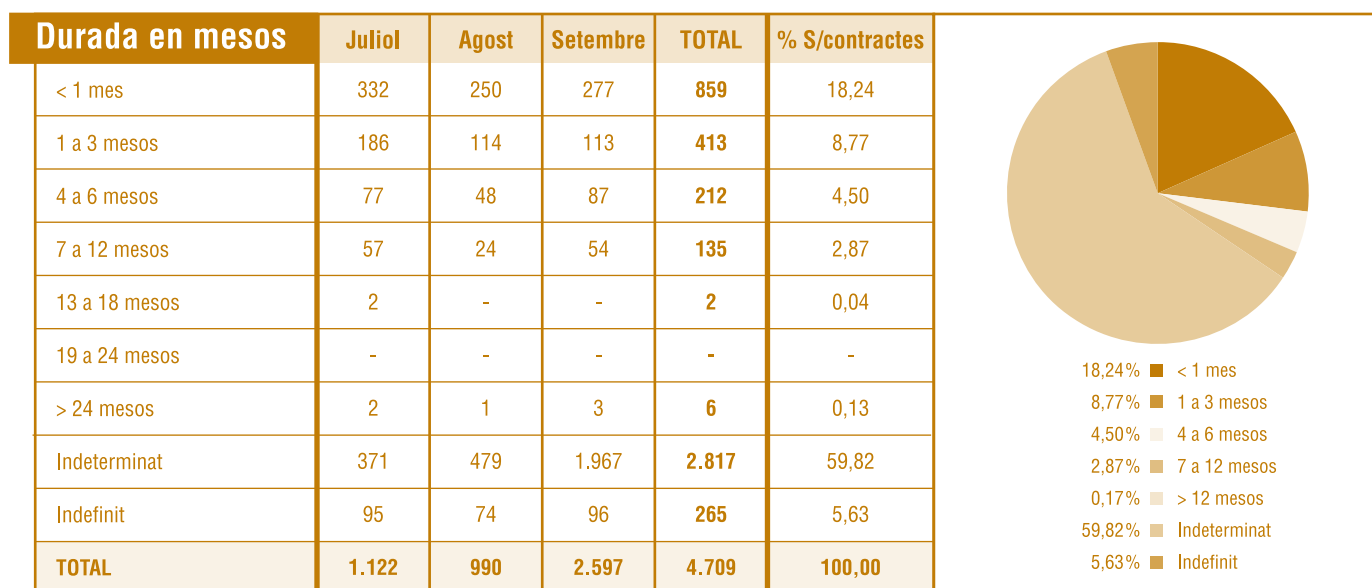 Durada en mesos Juliol Agost Setembre TOTAL % S/contractes
< 1 mes 332 250 277 859 18,24
1 a 3 mesos 186 114 113 413 8,77
4 a 6 mesos 77 48 87 212 4,50
7 a 12 mesos 57 24 54 135 2,87
13 a 18 mesos 2 - - 2 0,04
19 a 24 mesos - - - - -
> 24 mesos 2 1 3 6 0,13
Indeterminat 371 479 1.967 2.817 59,82
Indefinit 95 74 96 265 5,63
TOTAL 1.122 990 2.597 4.709 100,00
18,24% < 1 mes
8,77% 1 a 3 mesos
4,50% 4 a 6 mesos
2,87% 7 a 12 mesos
0,17% > 12 mesos
59,82% Indeterminat
5,63% Indefinit